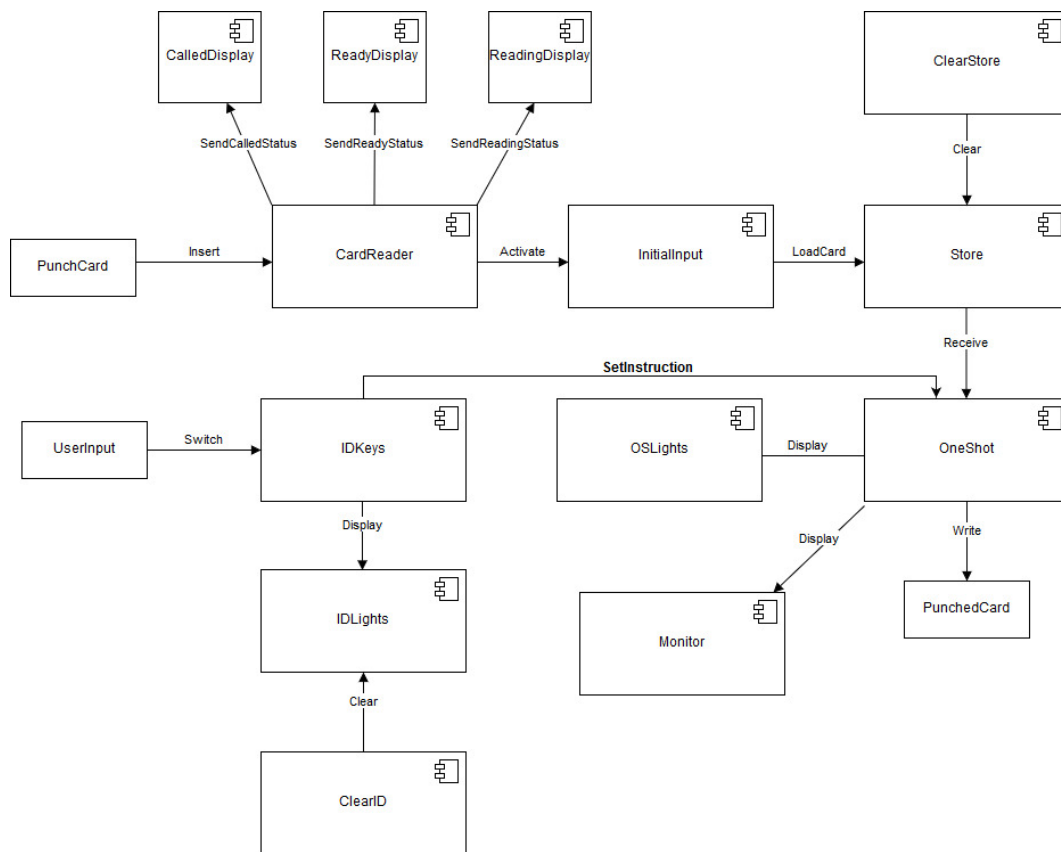 CalledDisplay
ReadyDisplay
ReadingDisplay
ClearStore
SendCalledStatus
SendReadyStatus
SendReadingStatus
Clear
PunchCard
Insert
CardReader
Activate
InitialInput
LoadCard
Store
Receive
SetInstruction
UserInput
Switch
IDKeys
OSLights
Display
OneShot
Display
Display
Write
IDLights
Monitor
PunchedCard
Clear
ClearID